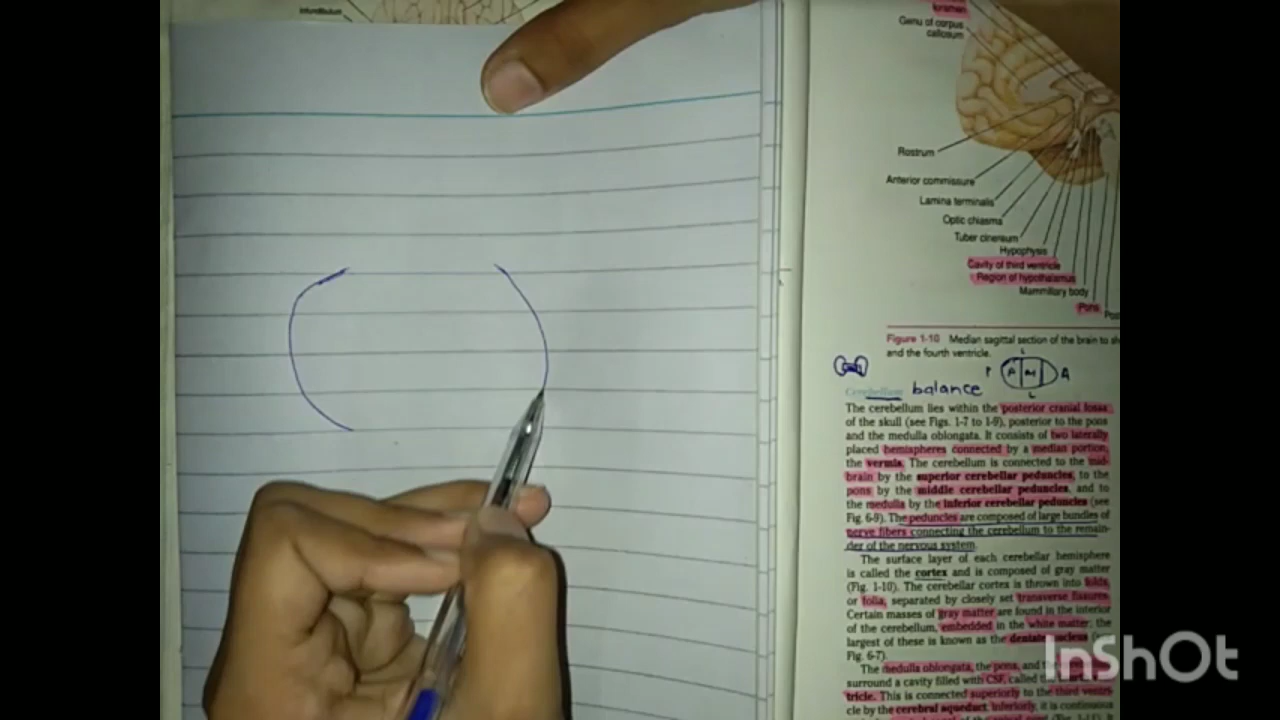 Infundibulum
Genu of corpus
callosum
Rostrum
Anterior commissure
Lamina terminalis
Optic chiasma
Tuber cinereum
Hypophysis
Cavity of third ventricle
Region of hypothalamus
Mammillary body
Pons
Figure 1-10 Median sagittal section of the brain to
and the fourth ventricle.
Cerebellum balance
The cerebellum lies within the posterior cranial fossa
of the skull (see Figs. 1-7 to 1-9), posterior to the pons
and the medulla oblongata. It consists of two laterally
placed hemispheres connected by a median portion,
the vermis. The cerebellum is connected to the mid-
brain by the superior cerebellar peduncles, to the
pons by the middle cerebellar peduncles, and to
the medulla by the inferior cerebellar peduncles (see
Fig. 6-9). The peduncles are composed of large bundles of
nerve fibers connecting the cerebellum to the remain-
der of the nervous system.
The surface layer of each cerebellar hemisphere
is called the cortex and is composed of gray matter
(Fig. 1-10). The cerebellar cortex is thrown into folds,
or folia, separated by closely set transverse fissures.
Certain masses of gray matter are found in the interior
of the cerebellum, embedded in the white matter; the
largest of these is known as the dentate nucleus
Fig. 6-7).
The medulla oblongata, the pons, and the
surround a cavity filled with CSF, called
tricle. This is connected superiorly to the third ventri-
cle by the cerebral aqueduct; inferiorly, it is continuous
InShOt